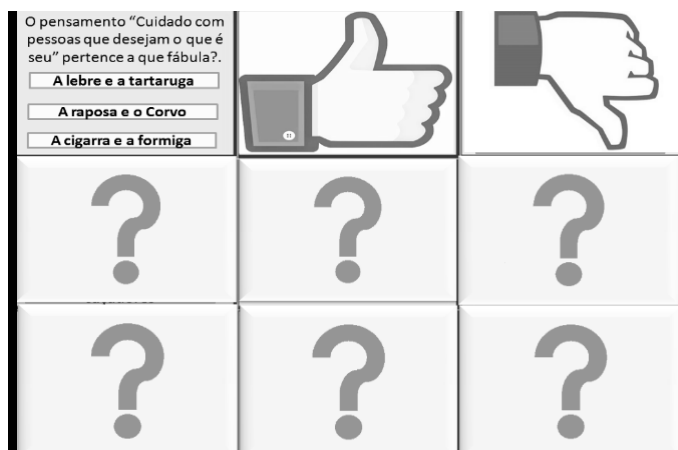 O pensamento “Cuidado com
pessoas que desejam o que é
seu” pertence a que fábula?.
A lebre e a tartaruga
A raposa e o Corvo
A cigarra e a formiga
?
?
?
?
?
?